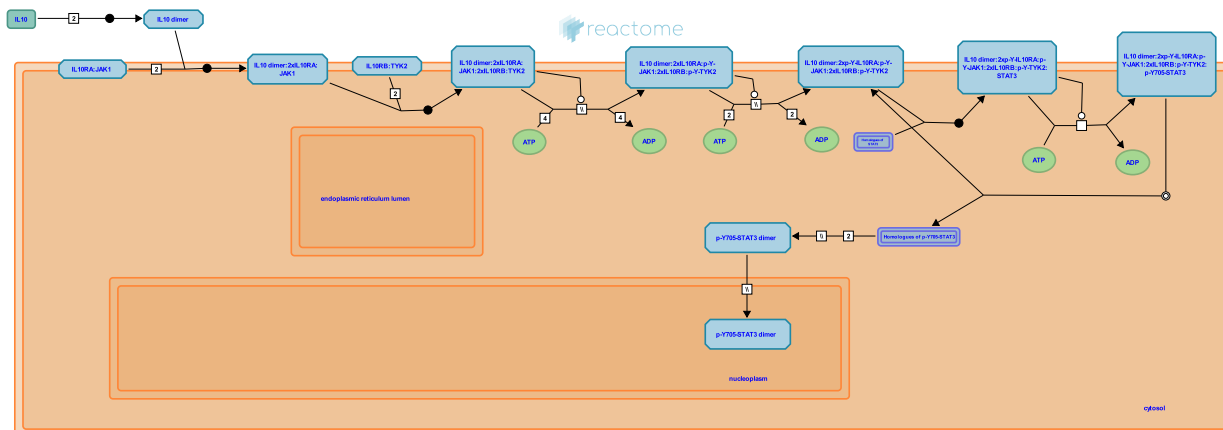 reactome
IL10
2
IL10 dimer
IL10RA:JAK1
2
IL10 dimer:2xIL10RA:
JAK1
IL10RB:TYK2
2
IL10 dimer:2xIL10RA:
JAK1:2xIL10RB:TYK2
4
\\
4
ATP
ADP
IL10 dimer:2xIL10RA:p-Y-
JAK1:2xIL10RB:p-Y-TYK2
2
\\
2
ATP
ADP
IL10 dimer:2xp-Y-IL10RA:p-Y-
JAK1:2xIL10RB:p-Y-TYK2
Homologues of
STAT3
IL10 dimer:2xp-Y-IL10RA:p-
Y-JAK1:2xIL10RB:p-Y-TYK2:
STAT3
ATP
ADP
IL10 dimer:2xp-Y-IL10RA:p-
Y-JAK1:2xIL10RB:p-Y-TYK2:
p-Y705-STAT3
endoplasmic reticulum lumen
p-Y705-STAT3 dimer
\\
2
Homologues of p-Y705-STAT3
\\
p-Y705-STAT3 dimer
nucleoplasm
cytosol